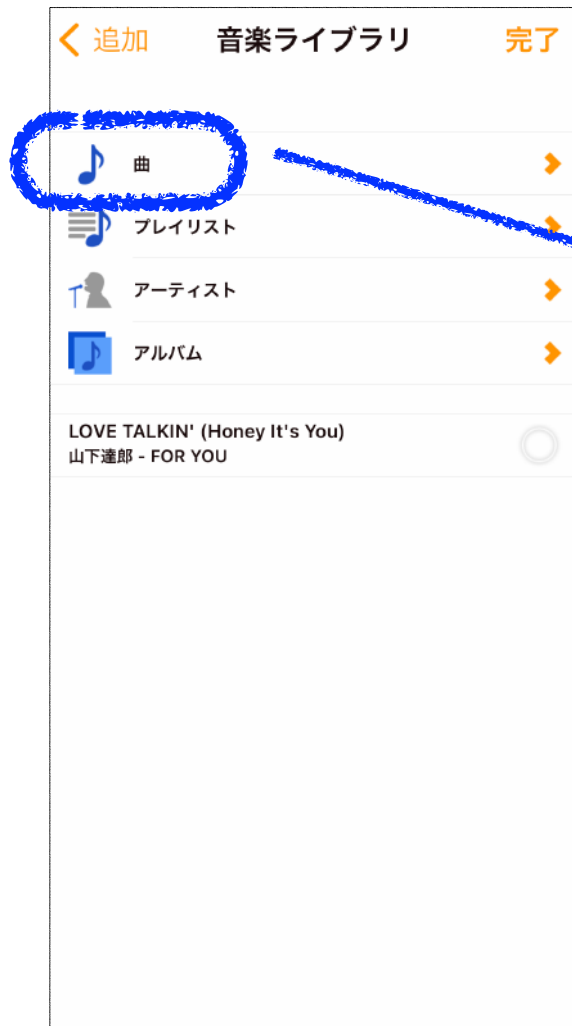 追加 音楽ライブラリ 完了
曲
プレイリスト
アーティスト
アルバム
LOVE TALKIN' (Honey It's You)
山下達郎 - FOR YOU